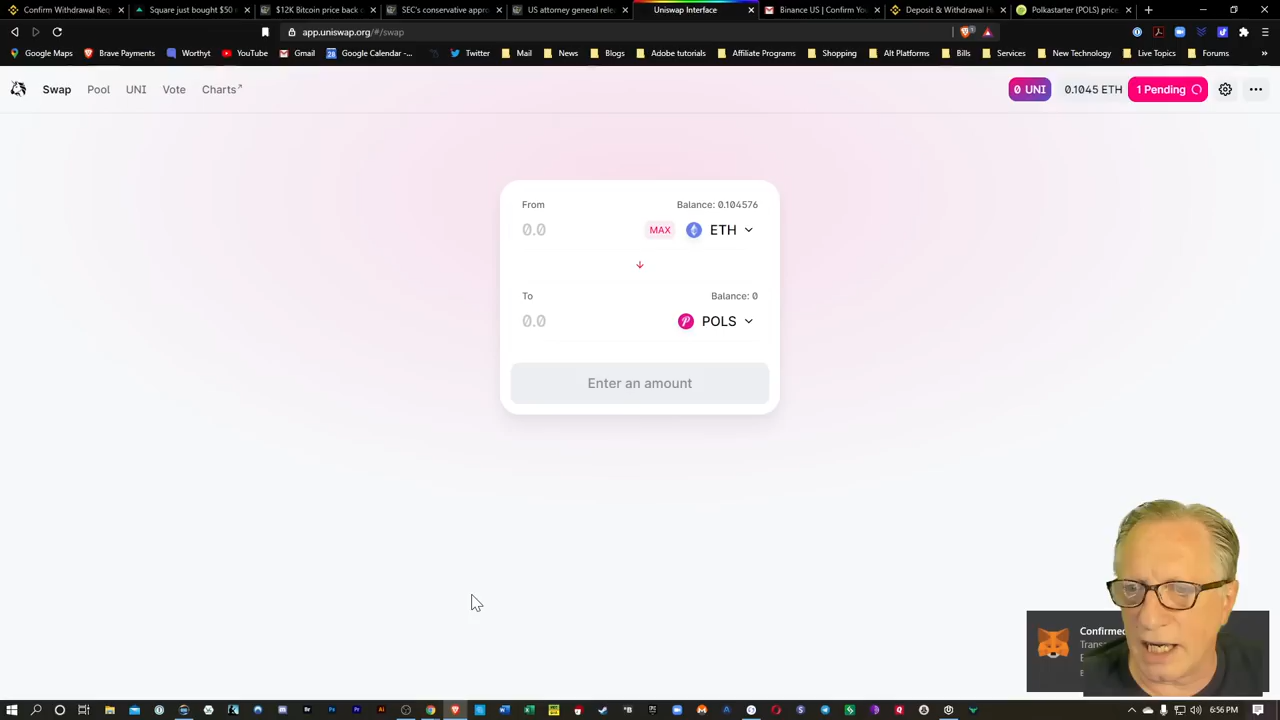 Confirm Withdrawal Req
Square just bought $50
$12K Bitcoin price back
SEC's conservative appro
US attorney general rele
Uniswap Interface
Binance US | Confirm Yo
Deposit & Withdrawal H
Polkastarter (POLS) price
app.uniswap.org/#/swap
Google Maps
Brave Payments
Worthyt
YouTube
Gmail
Google Calendar -...
Twitter
Mail
News
Blogs
Adobe tutorials
Affiliate Programs
Shopping
Alt Platforms
Bills
Services
New Technology
Live Topics
Forums
Swap
Pool
UNI
Vote
Charts↗
0 UNI
0.1045 ETH
1 Pending
From
Balance: 0.104576
0.0
MAX
ETH
To
Balance: 0
0.0
POLS
Enter an amount
Confirmed
Trans
6:56 PM